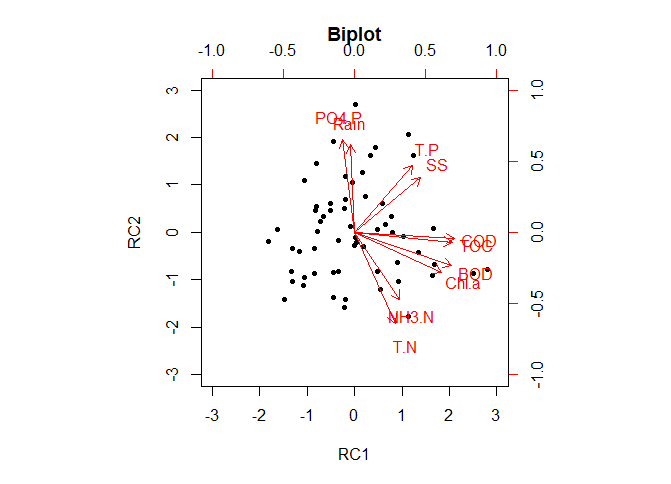 Biplot
-1.0 -0.5 0.0 0.5 1.0
3 1.0
PO4.P
Rain
2
T.P
0.5
SS
1
RC2 0 0.0
COD
TOC
-1 BOD
Chl.a
-0.5
NH3.N
-2
T.N
-3 -1.0
-3 -2 -1 0 1 2 3
RC1